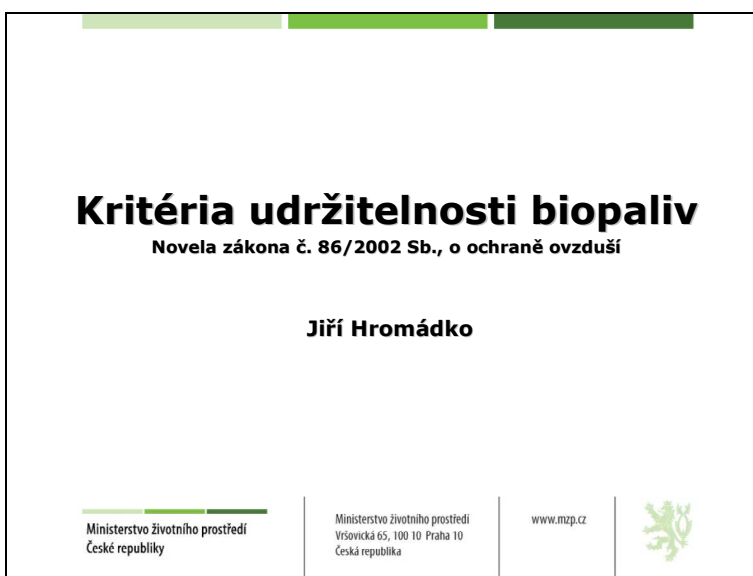 Kritéria udržitelnosti biopaliv
Novela zákona č. 86/2002 Sb., o ochraně ovzduší
Jiří Hromádko
Ministerstvo životního prostředí
České republiky
Ministerstvo životního prostředí
Vršovická 65, 100 10 Praha 10
Česká republika
www.mzp.cz